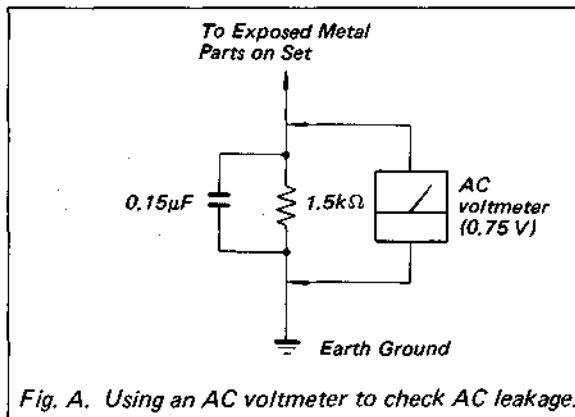 To Exposed Metal
Parts on Set
0.15µF
1.5kΩ
AC
voltmeter
(0.75 V)
Earth Ground
Fig. A. Using an AC voltmeter to check AC leakage.